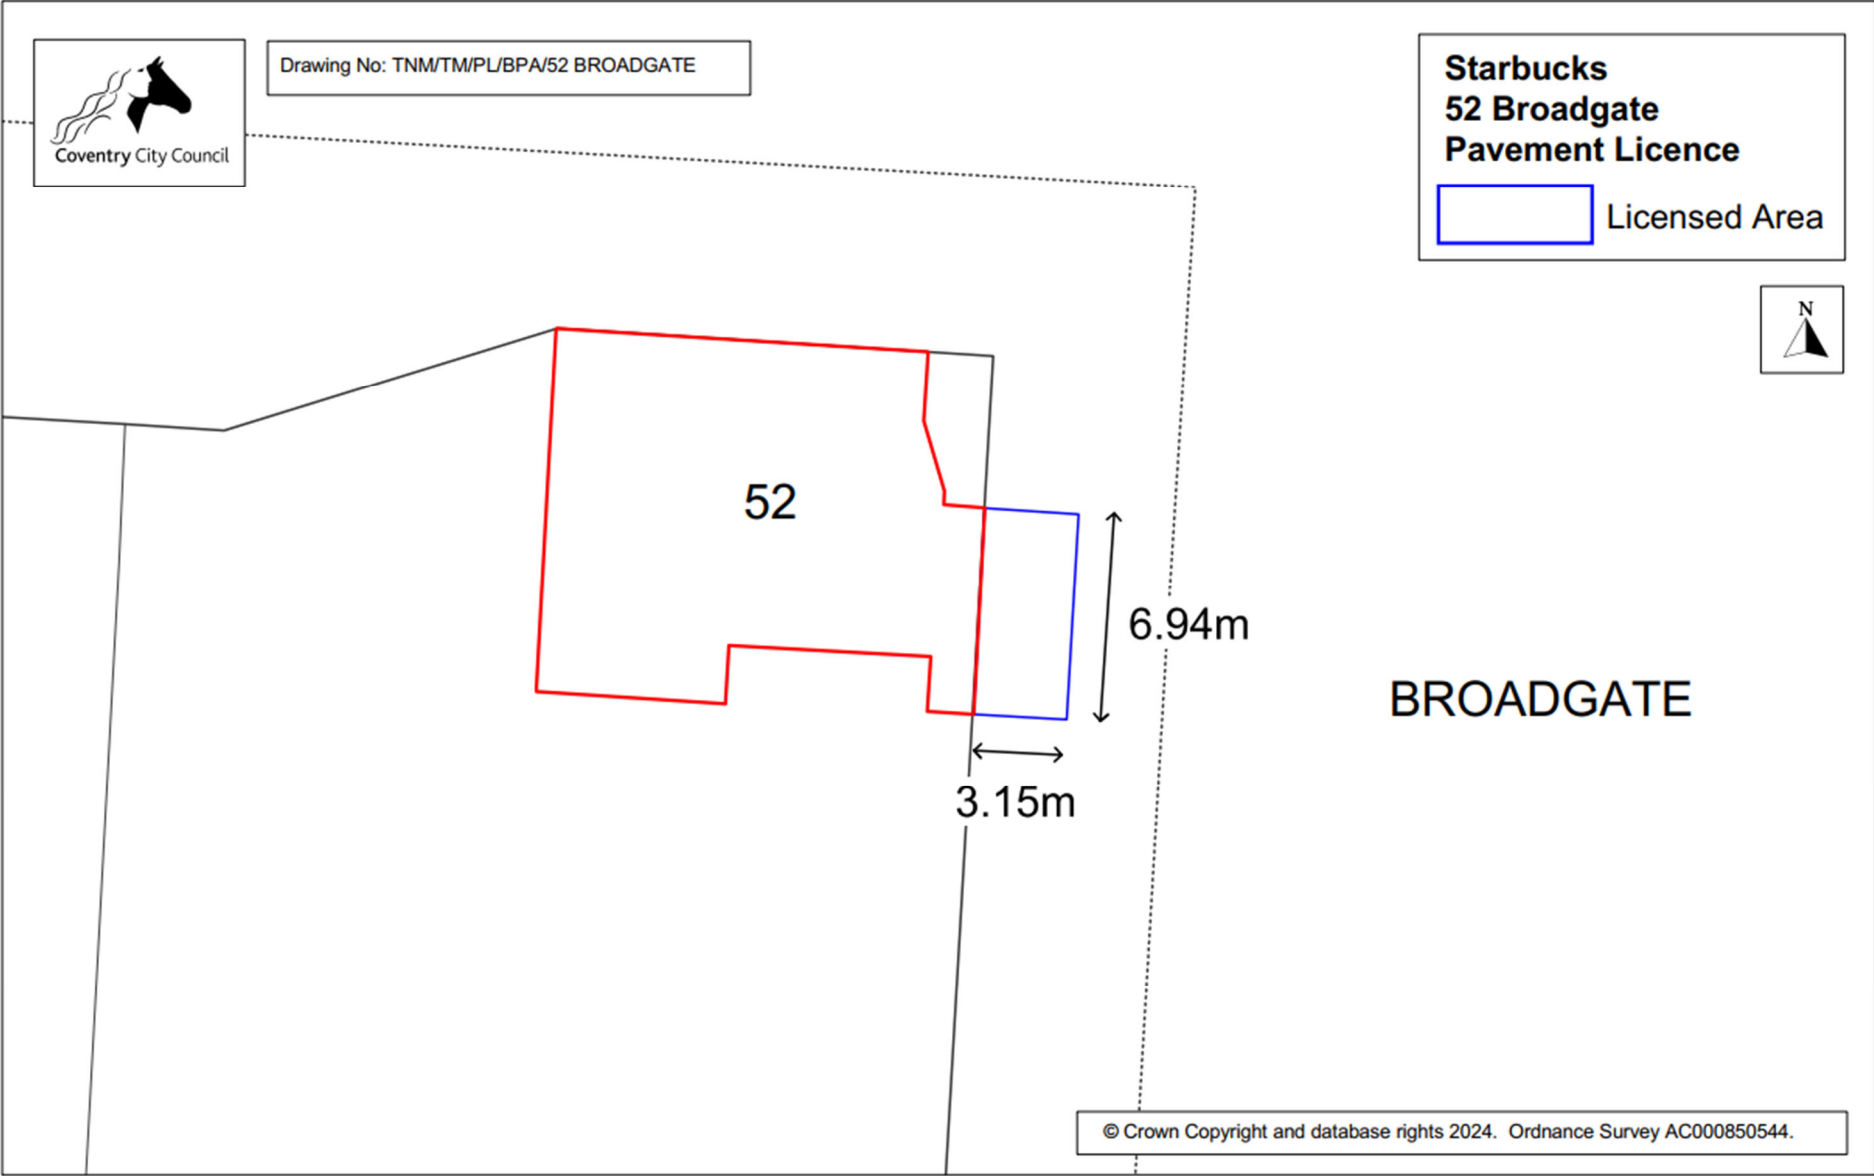 Coventry City Council
Drawing No: TNM/TM/PL/BPA/52 BROADGATE
Starbucks
52 Broadgate
Pavement Licence
Licensed Area
N
52
6.94m
3.15m
BROADGATE
© Crown Copyright and database rights 2024. Ordnance Survey AC000850544.